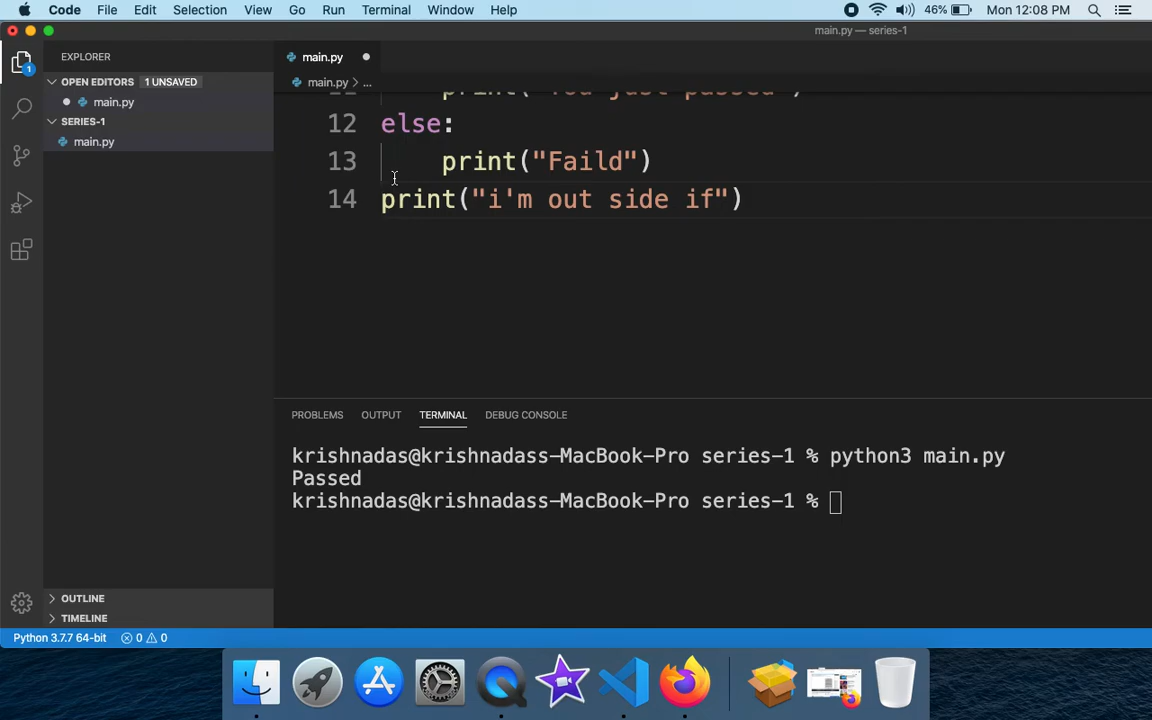 Code File Edit Selection View Go Run Terminal Window Help 46% Mon 12:08 PM
main.py — series-1
EXPLORER
main.py
OPEN EDITORS 1 UNSAVED
main.py > ...
main.py
SERIES-1
main.py
11 print("You just passed")
12 else:
13 print("Faild")
14 print("i'm out side if")
PROBLEMS OUTPUT TERMINAL DEBUG CONSOLE
krishnadas@krishnadass-MacBook-Pro series-1 % python3 main.py
Passed
krishnadas@krishnadass-MacBook-Pro series-1 %
OUTLINE
TIMELINE
1
Python 3.7.7 64-bit 0 0